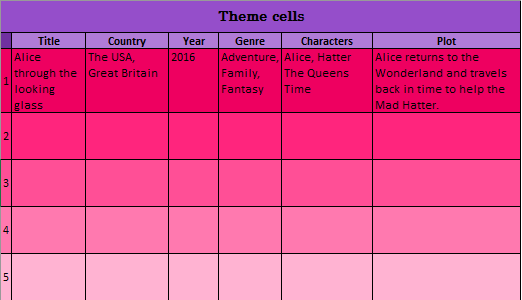 Theme cells
Title Country Year Genre Characters Plot
1
Alice
through the
looking
glass
The USA,
Great Britain
2016
Adventure,
Family,
Fantasy
Alice, Hatter
The Queens
Time
Alice returns to the
Wonderland and travels
back in time to help the
Mad Hatter.
2
3
4
5